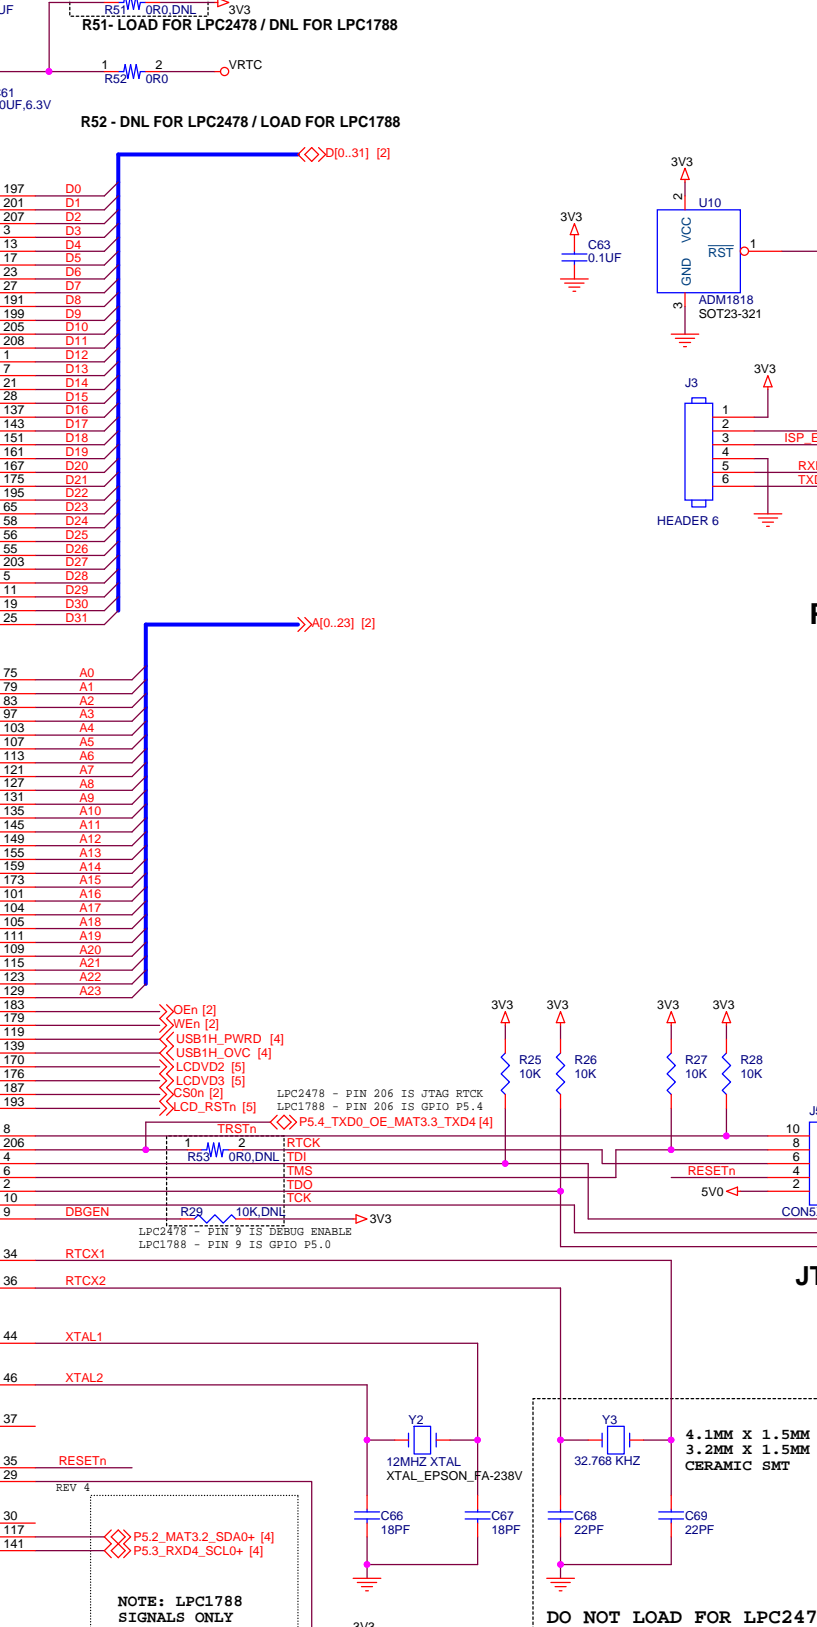 UF
R51 0R0,DNL 3V3
R51- LOAD FOR LPC2478 / DNL FOR LPC1788
1 2 VRTC
R52 0R0
0UF,6.3V
R52 - DNL FOR LPC2478 / LOAD FOR LPC1788
D[0..31] [2]
197 D0
201 D1
207 D2
3 D3
13 D4
17 D5
23 D6
27 D7
191 D8
199 D9
205 D10
208 D11
1 D12
7 D13
21 D14
28 D15
137 D16
143 D17
151 D18
161 D19
167 D20
175 D21
195 D22
65 D23
58 D24
56 D25
55 D26
203 D27
5 D28
11 D29
19 D30
25 D31
3V3
C63
0.1UF
3V3
2
U10
VCC
GND
RST
1
3
ADM1818
SOT23-321
J3
3V3
1
2
3 ISP_E
4
5
6
HEADER 6
A[0..23] [2]
75 A0
79 A1
83 A2
97 A3
103 A4
107 A5
113 A6
121 A7
127 A8
131 A9
135 A10
145 A11
149 A12
155 A13
159 A14
173 A15
101 A16
104 A17
105 A18
111 A19
109 A20
115 A21
123 A22
129 A23
183 OEn [2]
179 WEn [2]
119 USB1H_PWRD [4]
139 USB1H_OVC [4]
170 LCDVD2 [5]
176 LCDVD3 [5]
187 CS0n [2]
193 LCD_RSTn [5]
3V3 3V3 3V3 3V3
R25 R26 R27 R28
10K 10K 10K 10K
LPC2478 - PIN 206 IS JTAG RTCK
LPC1788 - PIN 206 IS GPIO P5.4
P5.4_TXD0_OE_MAT3.3_TXD4 [4]
8 TRSTn
206 1 2 RTCK
R53 0R0,DNL
4 TDI
6 TMS
2 TDO
10 TCK
9 DBGEN R29 10K,DNL 3V3
10
8
6
RESETn 4
5V0 2
LPC2478 - PIN 9 IS DEBUG ENABLE
LPC1788 - PIN 9 IS GPIO P5.0
34 RTCX1
36 RTCX2
44 XTAL1
46 XTAL2
37
35 RESETn
29
REV 4
Y2
12MHZ XTAL
XTAL_EPSON_FA-238V
Y3
32.768 KHZ
4.1MM X 1.5MM
3.2MM X 1.5MM
CERAMIC SMT
C66
18PF
C67
18PF
C68
22PF
C69
22PF
30
117 P5.2_MAT3.2_SDA0+ [4]
141 P5.3_RXD4_SCL0+ [4]
NOTE: LPC1788
SIGNALS ONLY
3V3
DO NOT LOAD FOR LPC247